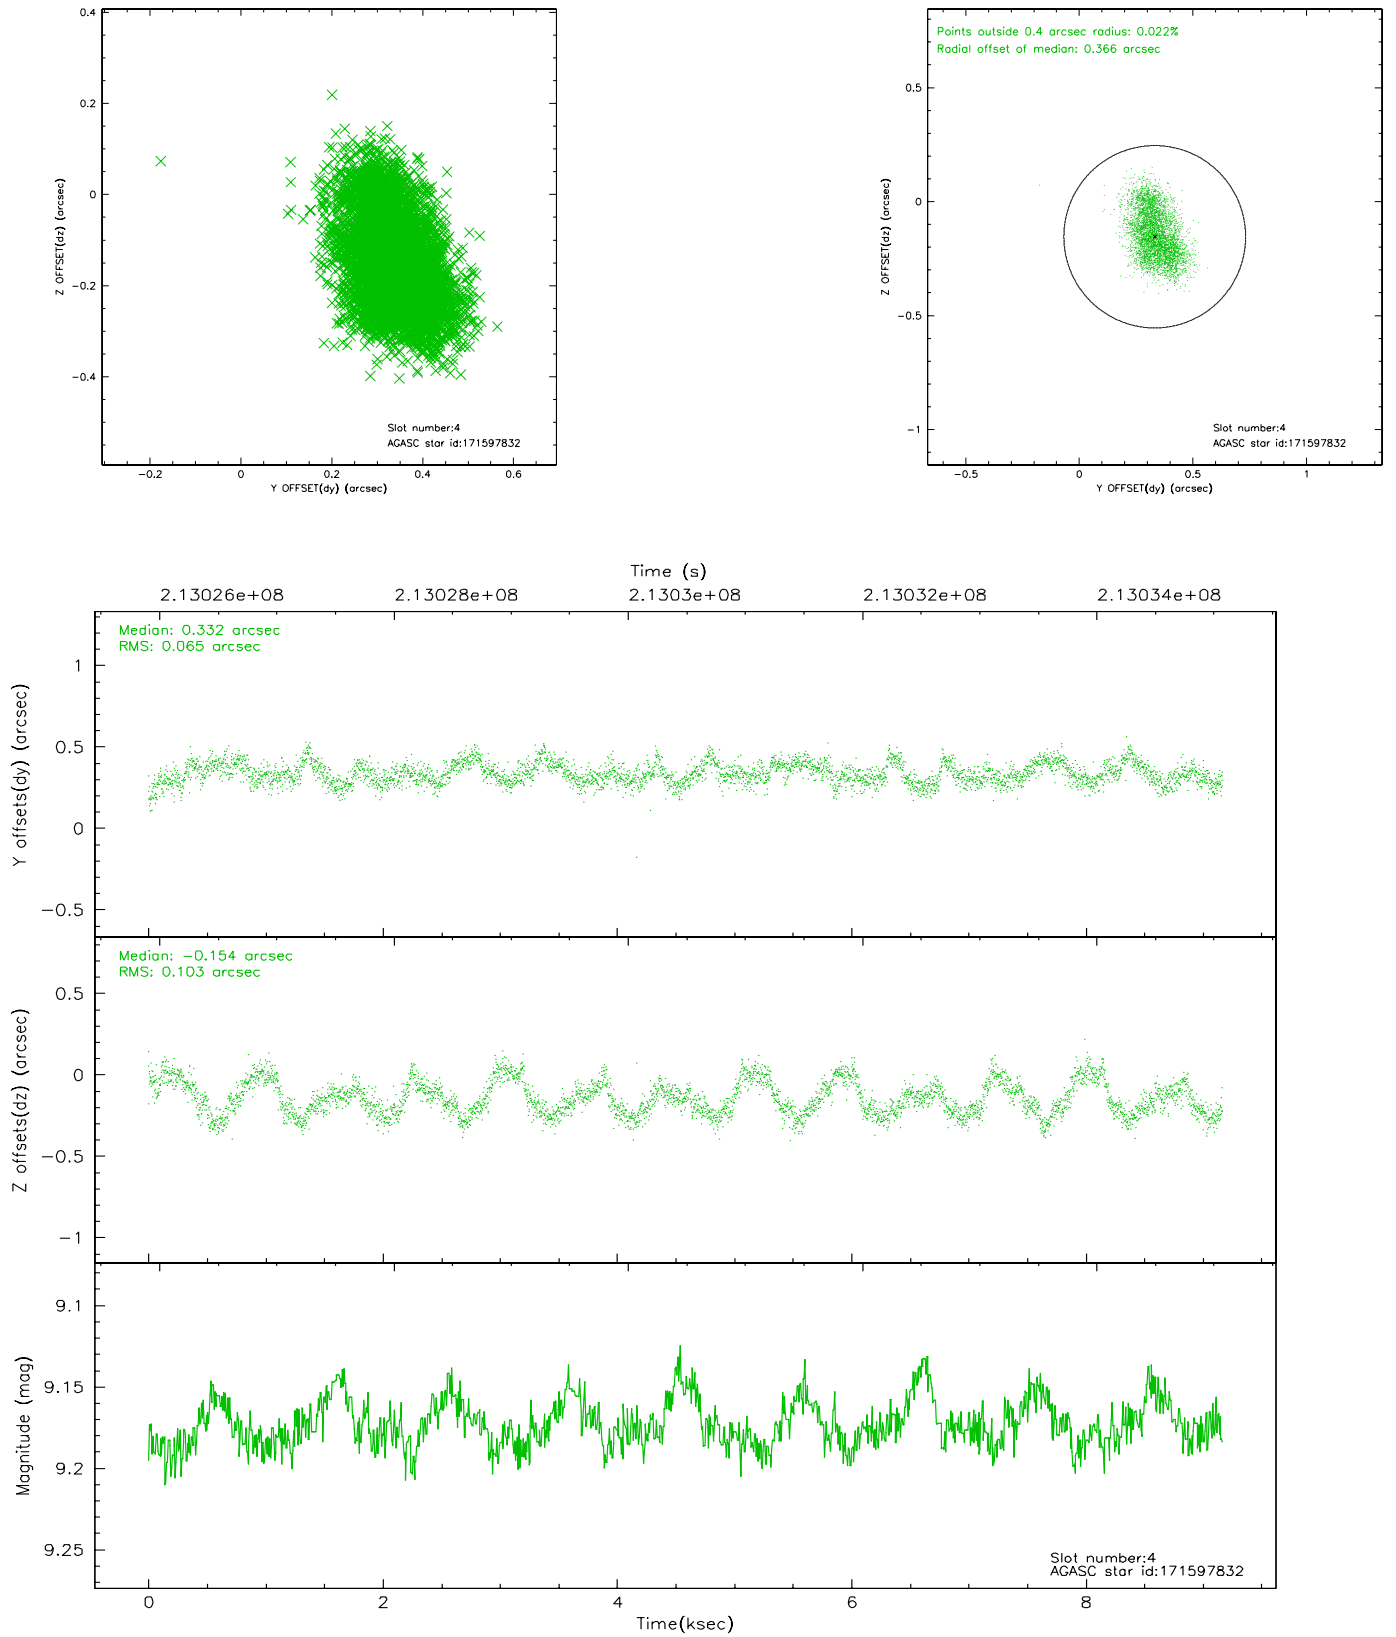 0.4
0.2
0
−0.2
−0.4
Z OFFSET(dz) (arcsec)
Slot number:4
AGASC star id:171597832
−0.2
0
0.2
0.4
0.6
Y OFFSET(dy) (arcsec)
Points outside 0.4 arcsec radius: 0.022%
Radial offset of median: 0.366 arcsec
0.5
0
−0.5
−1
Z OFFSET(dz) (arcsec)
Slot number:4
AGASC star id:171597832
−0.5
0
0.5
1
Y OFFSET(dy) (arcsec)
Time (s)
2.13026e+08
2.13028e+08
2.1303e+08
2.13032e+08
2.13034e+08
Median: 0.332 arcsec
RMS: 0.065 arcsec
1
0.5
0
−0.5
Y offsets(dy) (arcsec)
Median: −0.154 arcsec
RMS: 0.103 arcsec
0.5
0
−0.5
−1
Z offsets(dz) (arcsec)
9.1
9.15
9.2
9.25
Magnitude (mag)
Slot number:4
AGASC star id:171597832
0
2
4
6
8
Time(ksec)